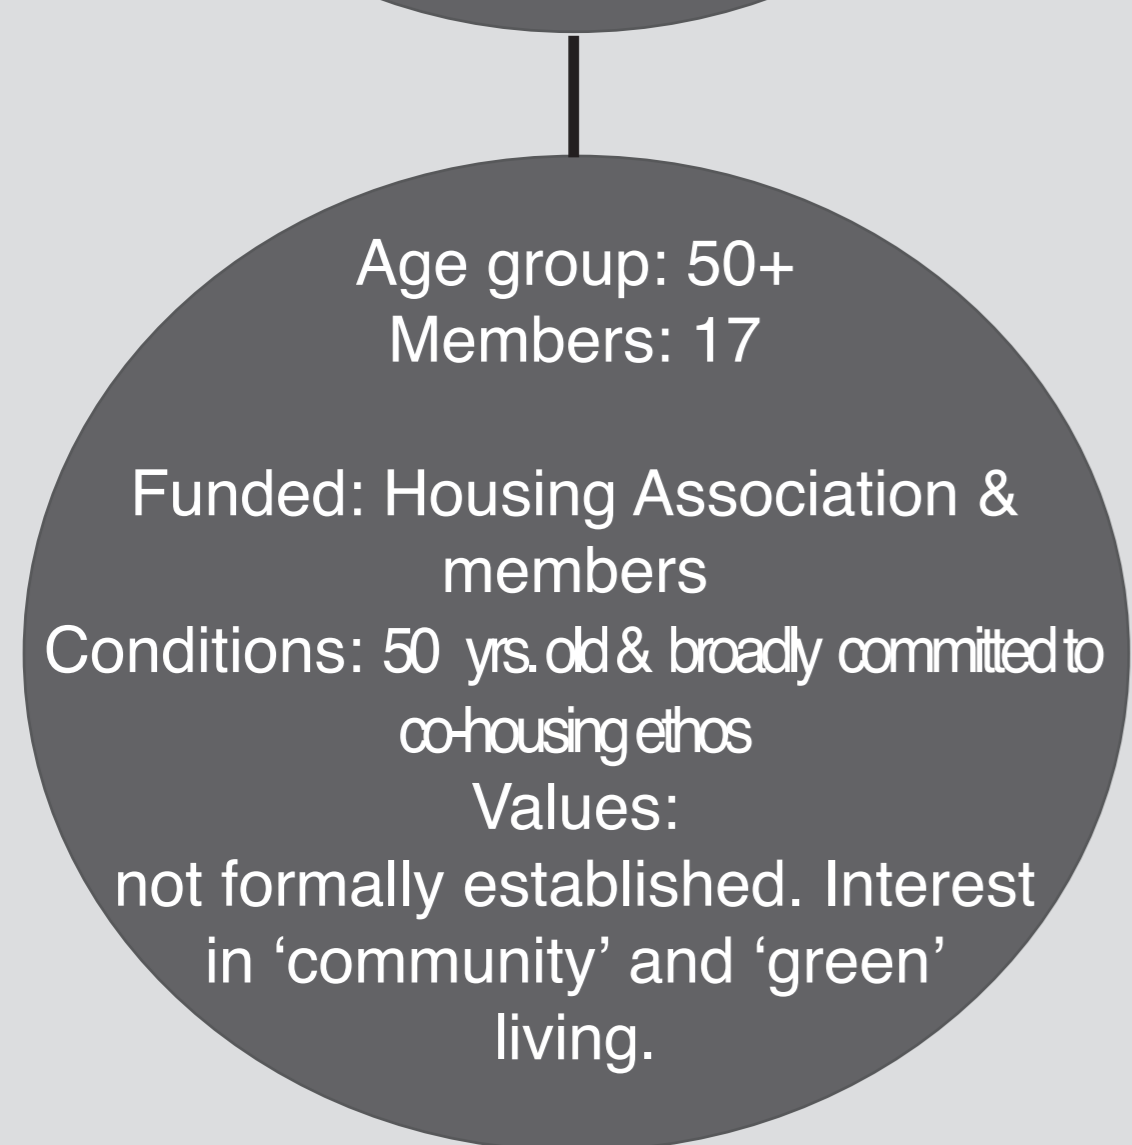 Age group: 50+
Members: 17
Funded: Housing Association &
members
Conditions: 50 yrs. old & broadly committed to
co-housing ethos
Values:
not formally established. Interest
in ‘community’ and ‘green’
living.